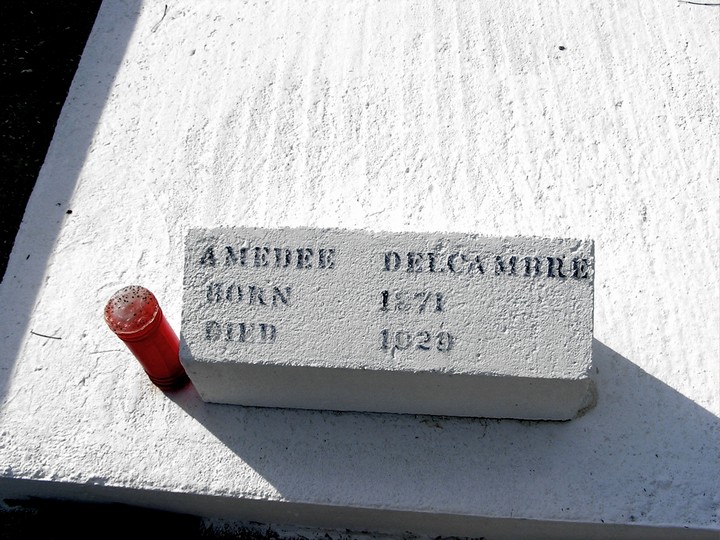 AMEDEE DELCAMBRE
BORN 1871
DIED 1929